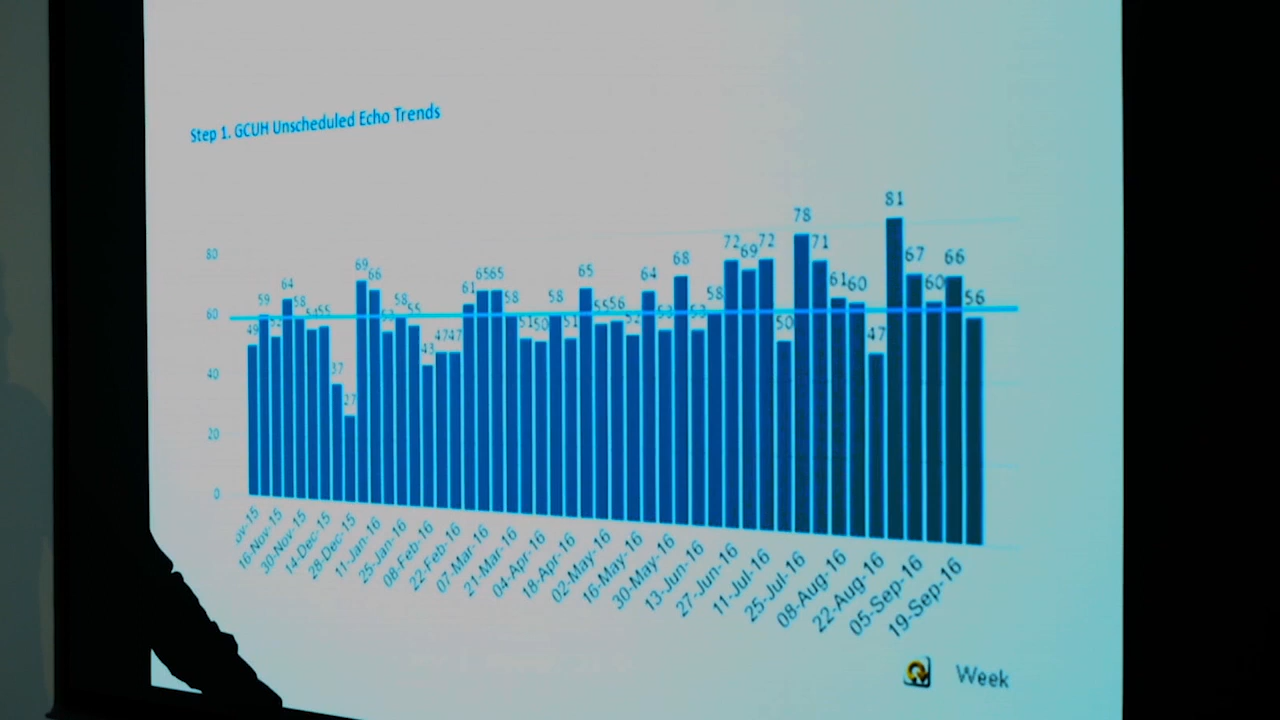 Step 1. GCUH Unscheduled Echo Trends
80
60
40
20
0
49 59 64 58 55 37 27 69 66 58 55 43 47 47 61 65 65 58 51 50 58 51 65 55 56 64 68 58 72 69 72 50 78 71 61 60 47 81 67 60 66 56
16-Nov-15
30-Nov-15
14-Dec-15
28-Dec-15
11-Jan-16
25-Jan-16
08-Feb-16
22-Feb-16
07-Mar-16
21-Mar-16
04-Apr-16
18-Apr-16
02-May-16
16-May-16
30-May-16
13-Jun-16
27-Jun-16
11-Jul-16
25-Jul-16
08-Aug-16
22-Aug-16
05-Sep-16
19-Sep-16
Week